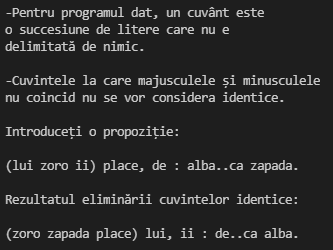 -Pentru programul dat, un cuvânt este
o succesiune de litere care nu e
delimitată de nimic.
-Cuvintele la care majusculele și minusculele
nu coincid nu se vor considera identice.
Introduceți o propoziție:
(lui zoro ii) place, de : alba..ca zapada.
Rezultatul eliminării cuvintelor identice:
(zoro zapada place) lui, ii : de..ca alba.